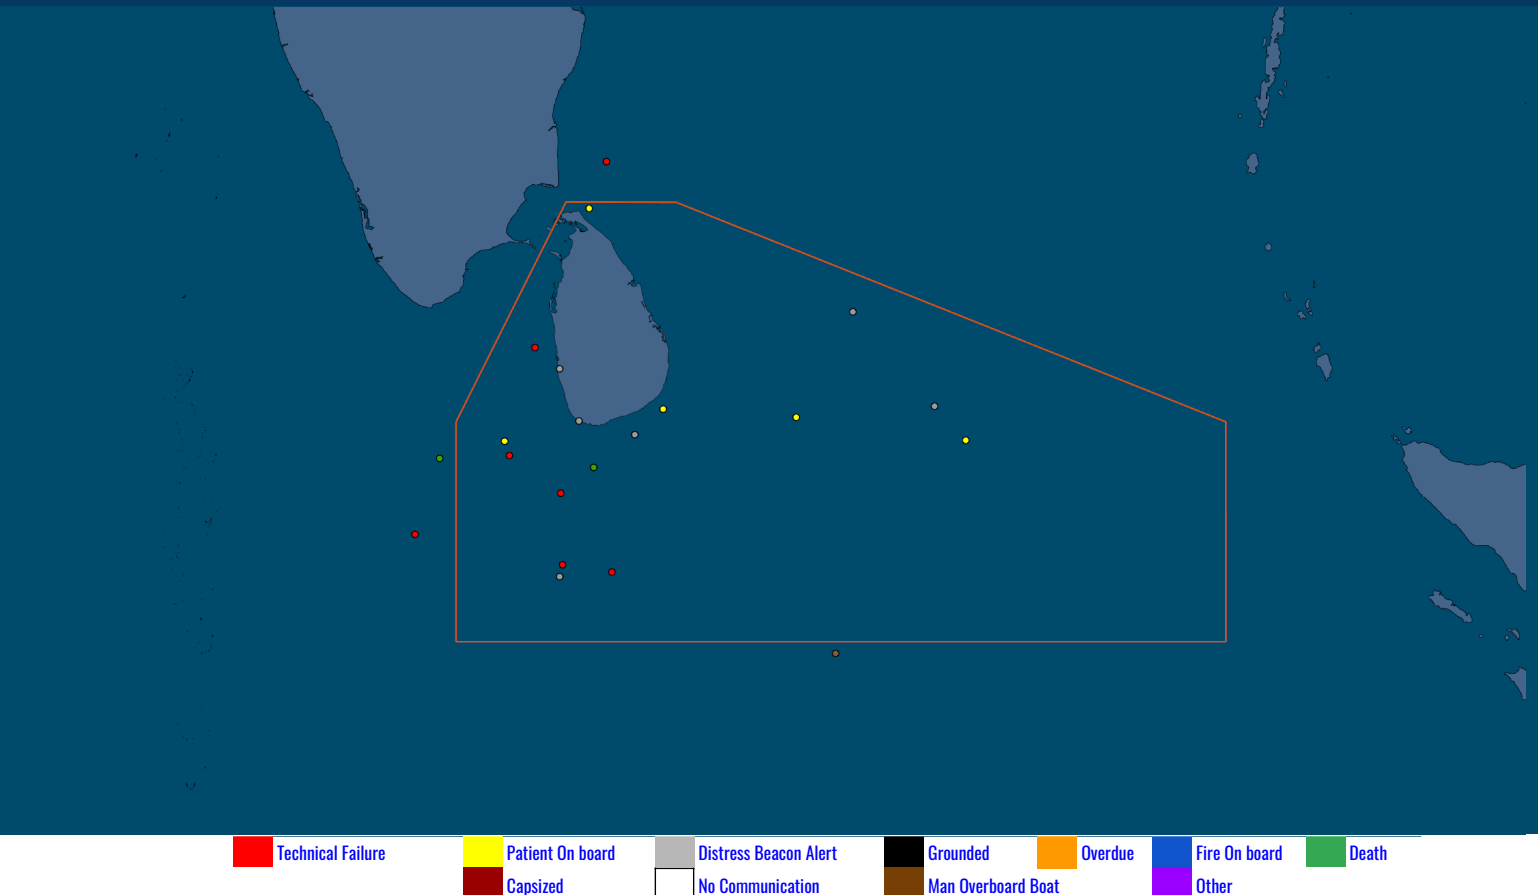 Technical Failure Patient On board Distress Beacon Alert Grounded Overdue Fire On board Death
Capsized No Communication Man Overboard Boat Other